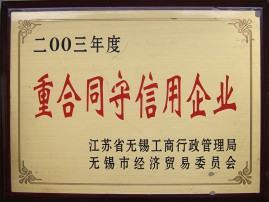 二00三年度
重合同守信用企业
江苏省无锡工商行政管理局
无锡市经济贸易委员会